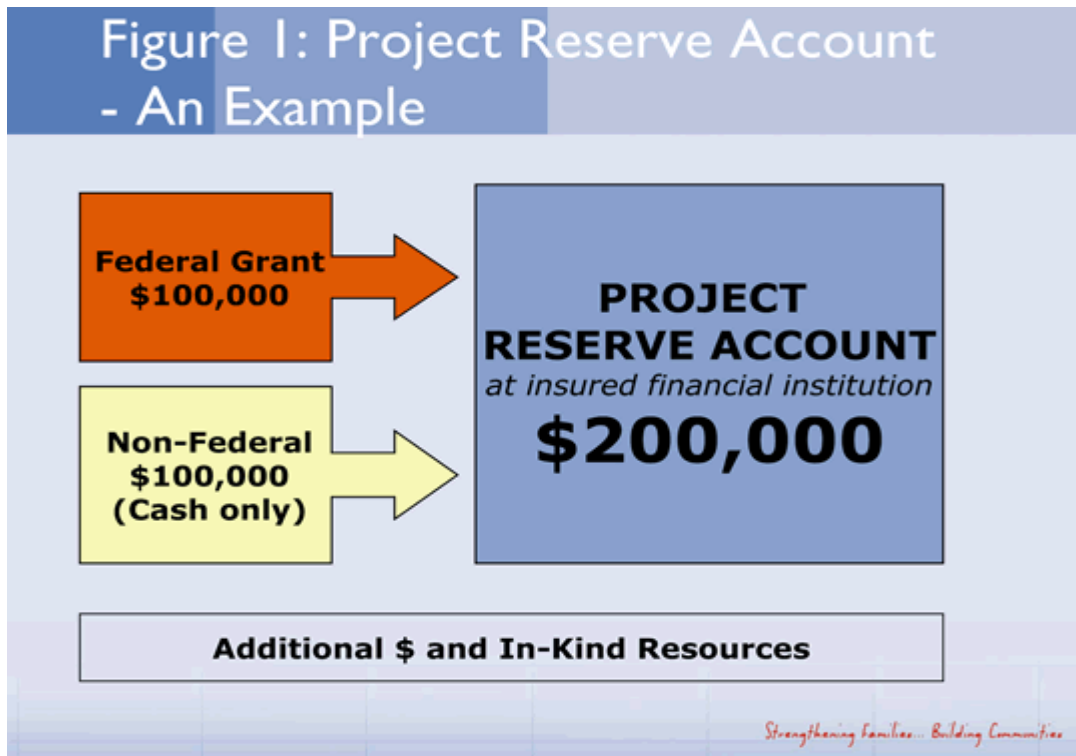 Figure 1: Project Reserve Account
- An Example
Federal Grant
$100,000
Non-Federal
$100,000
(Cash only)
PROJECT
RESERVE ACCOUNT
at insured financial institution
$200,000
Additional $ and In-Kind Resources
Strengthening Families... Building Communities